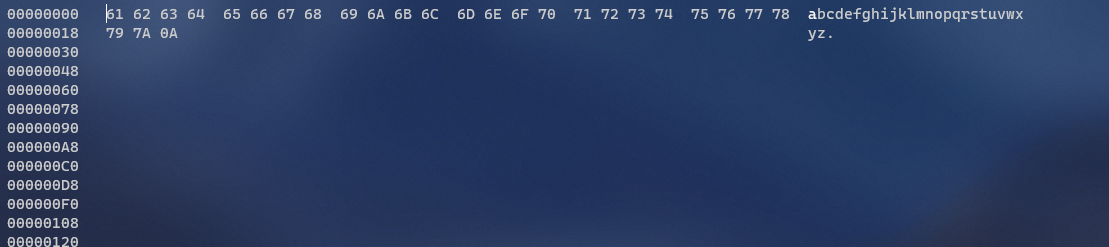 00000000 61 62 63 64 65 66 67 68 69 6A 6B 6C 6D 6E 6F 70 71 72 73 74 75 76 77 78 abcdefghijklmnopqrstuvwx
00000018 79 7A 0A yz.
00000030
00000048
00000060
00000078
00000090
000000A8
000000C0
000000D8
000000F0
00000108
00000120